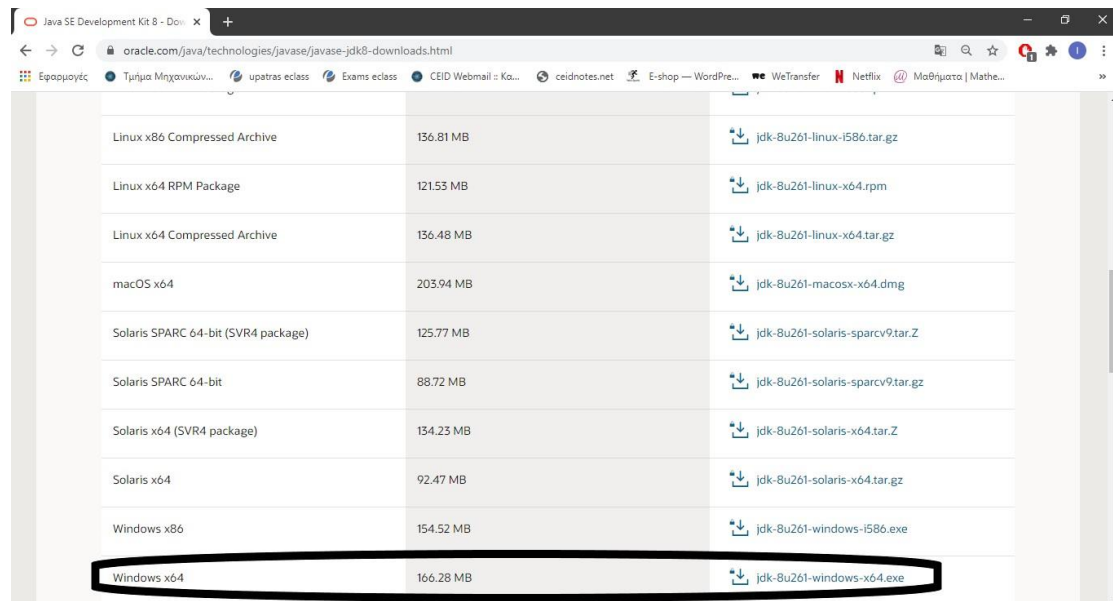 Java SE Development Kit 8 - Dow
oracle.com/java/technologies/javase/javase-jdk8-downloads.html
Εφαρμογές Τμήμα Μηχανικών... upatras eclass Exams eclass CEID Webmail :: Κα... ceidnotes.net E-shop — WordPre... we WeTransfer N Netflix Μαθήματα | Mathe... »
Linux x86 Compressed Archive 136.81 MB jdk-8u261-linux-i586.tar.gz
Linux x64 RPM Package 121.53 MB jdk-8u261-linux-x64.rpm
Linux x64 Compressed Archive 136.48 MB jdk-8u261-linux-x64.tar.gz
macOS x64 203.94 MB jdk-8u261-macosx-x64.dmg
Solaris SPARC 64-bit (SVR4 package) 125.77 MB jdk-8u261-solaris-sparcv9.tar.Z
Solaris SPARC 64-bit 88.72 MB jdk-8u261-solaris-sparcv9.tar.gz
Solaris x64 (SVR4 package) 134.23 MB jdk-8u261-solaris-x64.tar.Z
Solaris x64 92.47 MB jdk-8u261-solaris-x64.tar.gz
Windows x86 154.52 MB jdk-8u261-windows-i586.exe
Windows x64 166.28 MB jdk-8u261-windows-x64.exe